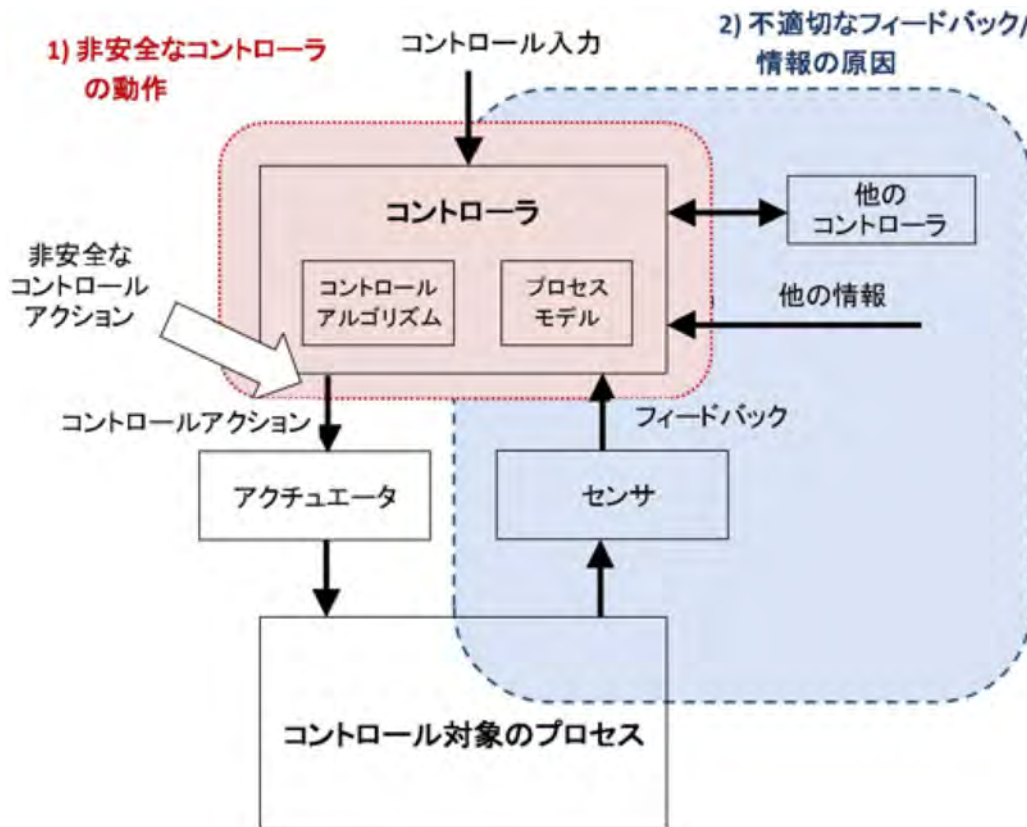 1) 非安全なコントローラ
の動作
コントロール入力
2) 不適切なフィードバック/
情報の原因
コントローラ
他の
コントローラ
非安全な
コントロール
アクション
コントロール
アルゴリズム
プロセス
モデル
他の情報
コントロールアクション
フィードバック
アクチュエータ
センサ
コントロール対象のプロセス